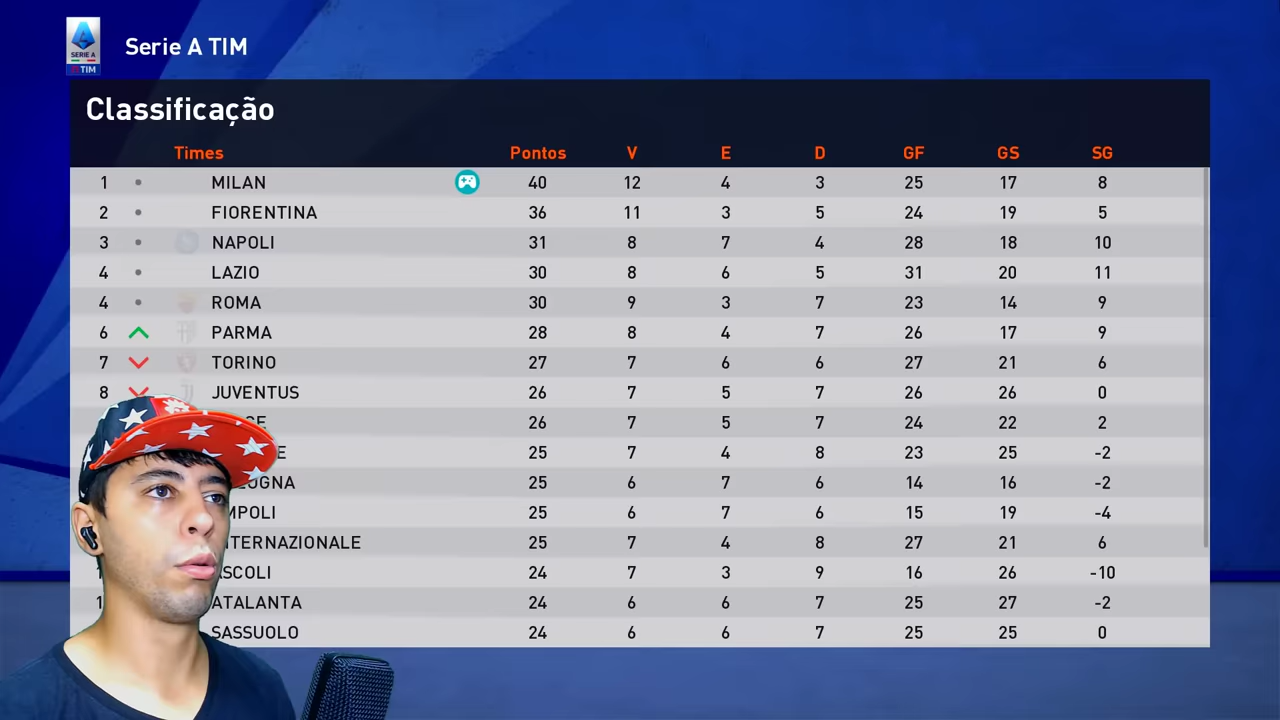 SERIE A
TIM
Serie A TIM
Classificação
Times Pontos V E D GF GS SG
1 MILAN 40 12 4 3 25 17 8
2 FIORENTINA 36 11 3 5 24 19 5
3 NAPOLI 31 8 7 4 28 18 10
4 LAZIO 30 8 6 5 31 20 11
4 ROMA 30 9 3 7 23 14 9
6 PARMA 28 8 4 7 26 17 9
7 TORINO 27 7 6 6 27 21 6
8 JUVENTUS 26 7 5 7 26 26 0
26 7 5 7 24 22 2
25 7 4 8 23 25 -2
25 6 7 6 14 16 -2
25 6 7 6 15 19 -4
INTERNAZIONALE 25 7 4 8 27 21 6
24 7 3 9 16 26 -10
ATALANTA 24 6 6 7 25 27 -2
SASSUOLO 24 6 6 7 25 25 0